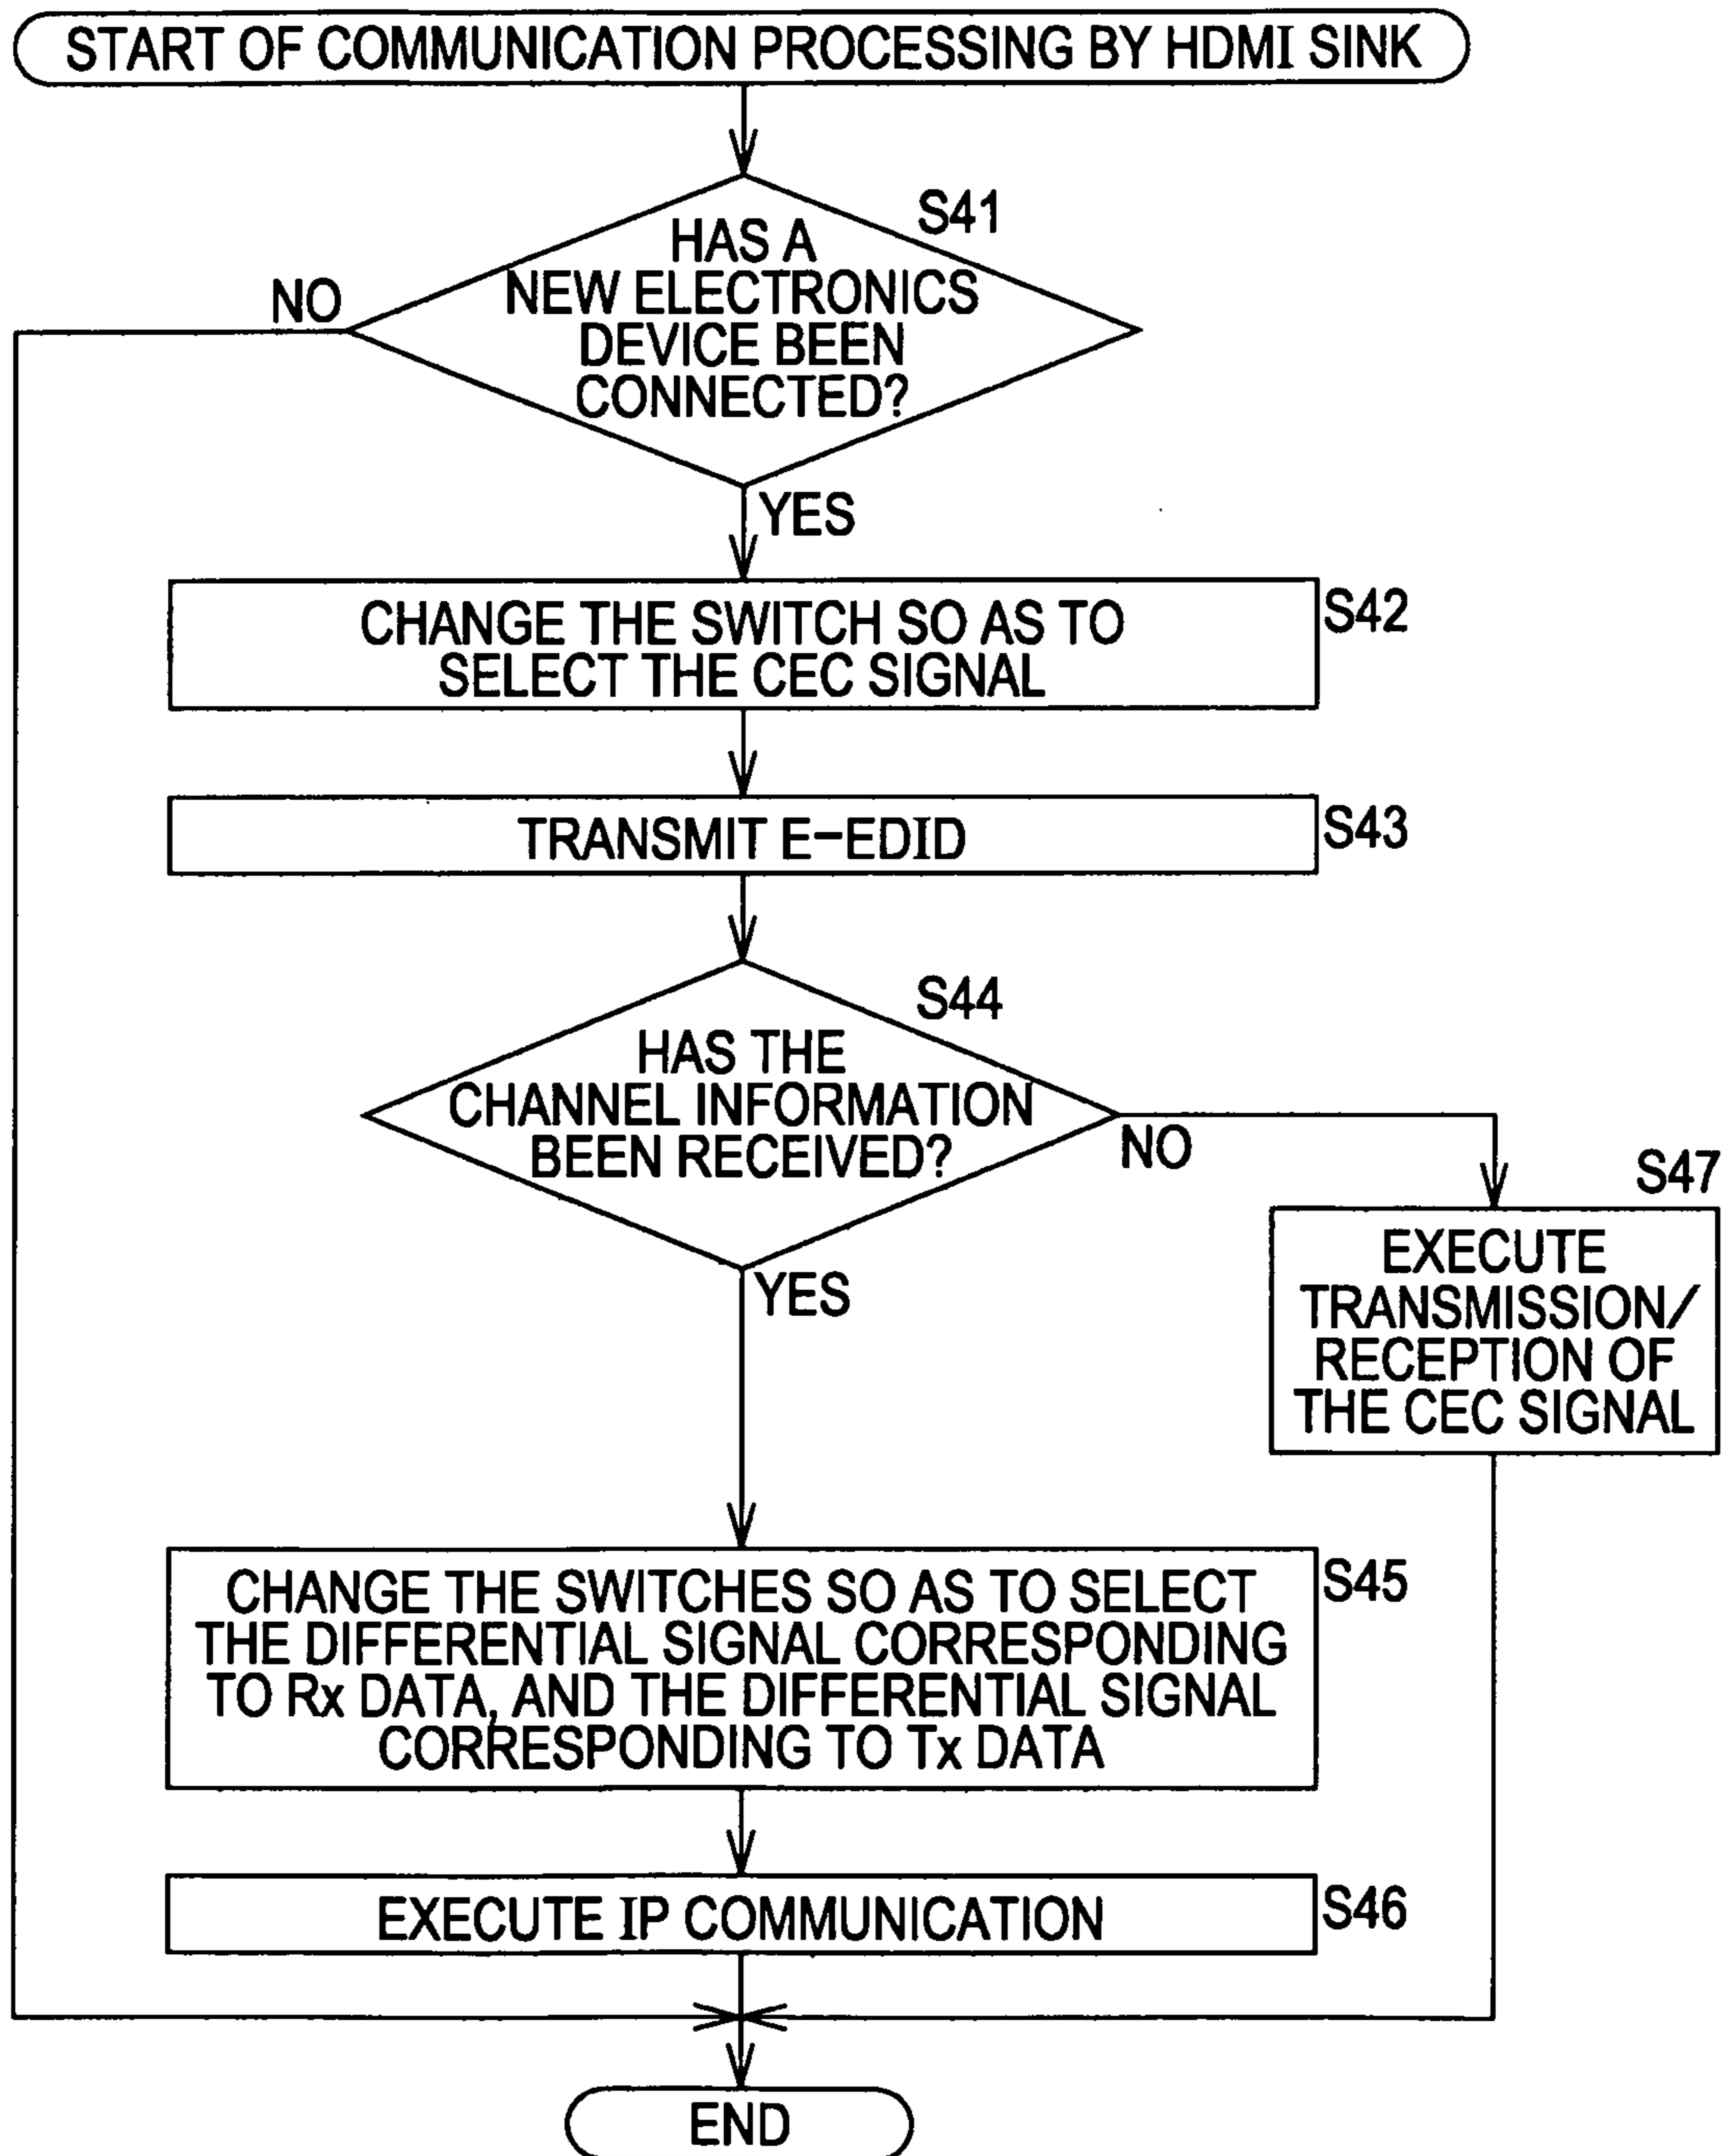 START OF COMMUNICATION PROCESSING BY HDMI SINK
S41
HAS A
NEW ELECTRONICS
DEVICE BEEN
CONNECTED?
NO
YES
CHANGE THE SWITCH SO AS TO
SELECT THE CEC SIGNAL
S42
TRANSMIT E-EDID
S43
S44
HAS THE
CHANNEL INFORMATION
BEEN RECEIVED?
NO
YES
S47
EXECUTE
TRANSMISSION/
RECEPTION OF
THE CEC SIGNAL
CHANGE THE SWITCHES SO AS TO SELECT
THE DIFFERENTIAL SIGNAL CORRESPONDING
TO Rx DATA, AND THE DIFFERENTIAL SIGNAL
CORRESPONDING TO Tx DATA
S45
EXECUTE IP COMMUNICATION
S46
END